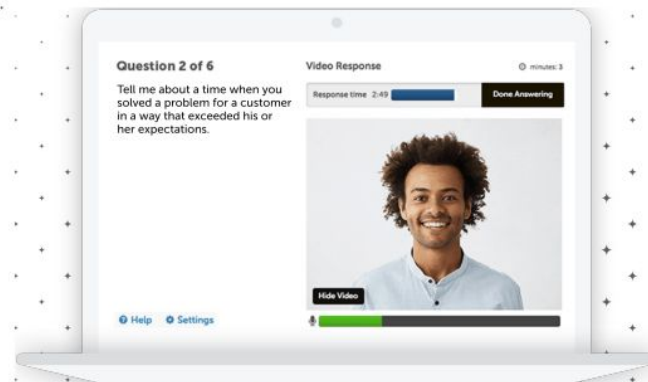 Question 2 of 6
Tell me about a time when you
solved a problem for a customer
in a way that exceeded his or
her expectations.
Video Response
minutes: 3
Response time 2:49
Done Answering
Hide Video
Help Settings